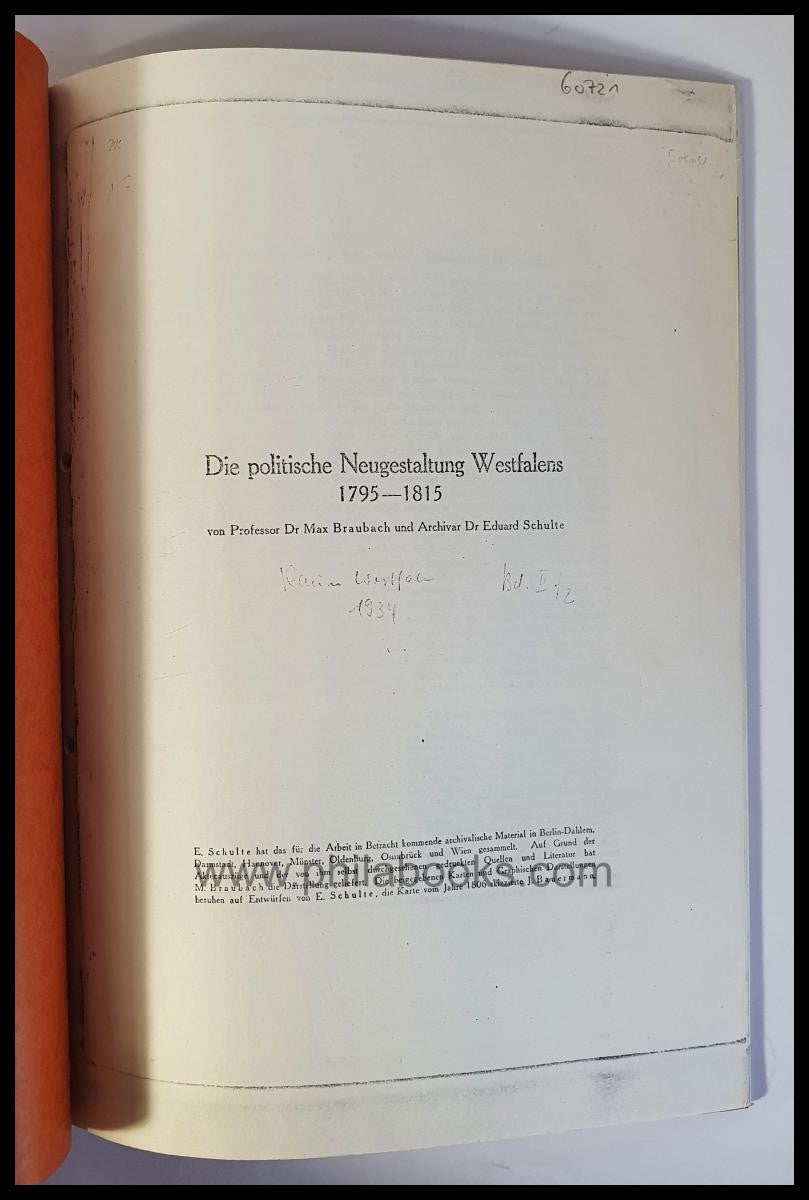 60721
Die politische Neugestaltung Westfalens
1795—1815
von Professor Dr Max Braubach und Archivar Dr Eduard Schulte
Raum Westfalen Bd. II, 2
1934
E. Schulte hat das für die Arbeit in Betracht kommende archivalische Material in Berlin-Dahlem,
Darmstadt, Hannover, Münster, Oldenburg, Osnabrück und Wien gesammelt. Auf Grund der
Aktenauszüge und der von ihm selbst durchgesehenen gedruckten Quellen und Literatur hat
M. Braubach die Darstellung geliefert. Die beigegebenen Karten und graphischen Darstellungen
beruhen auf Entwürfen von E. Schulte, die Karte vom Jahre 1806 skizzierte J. Bauermann.
www.philabooks.com